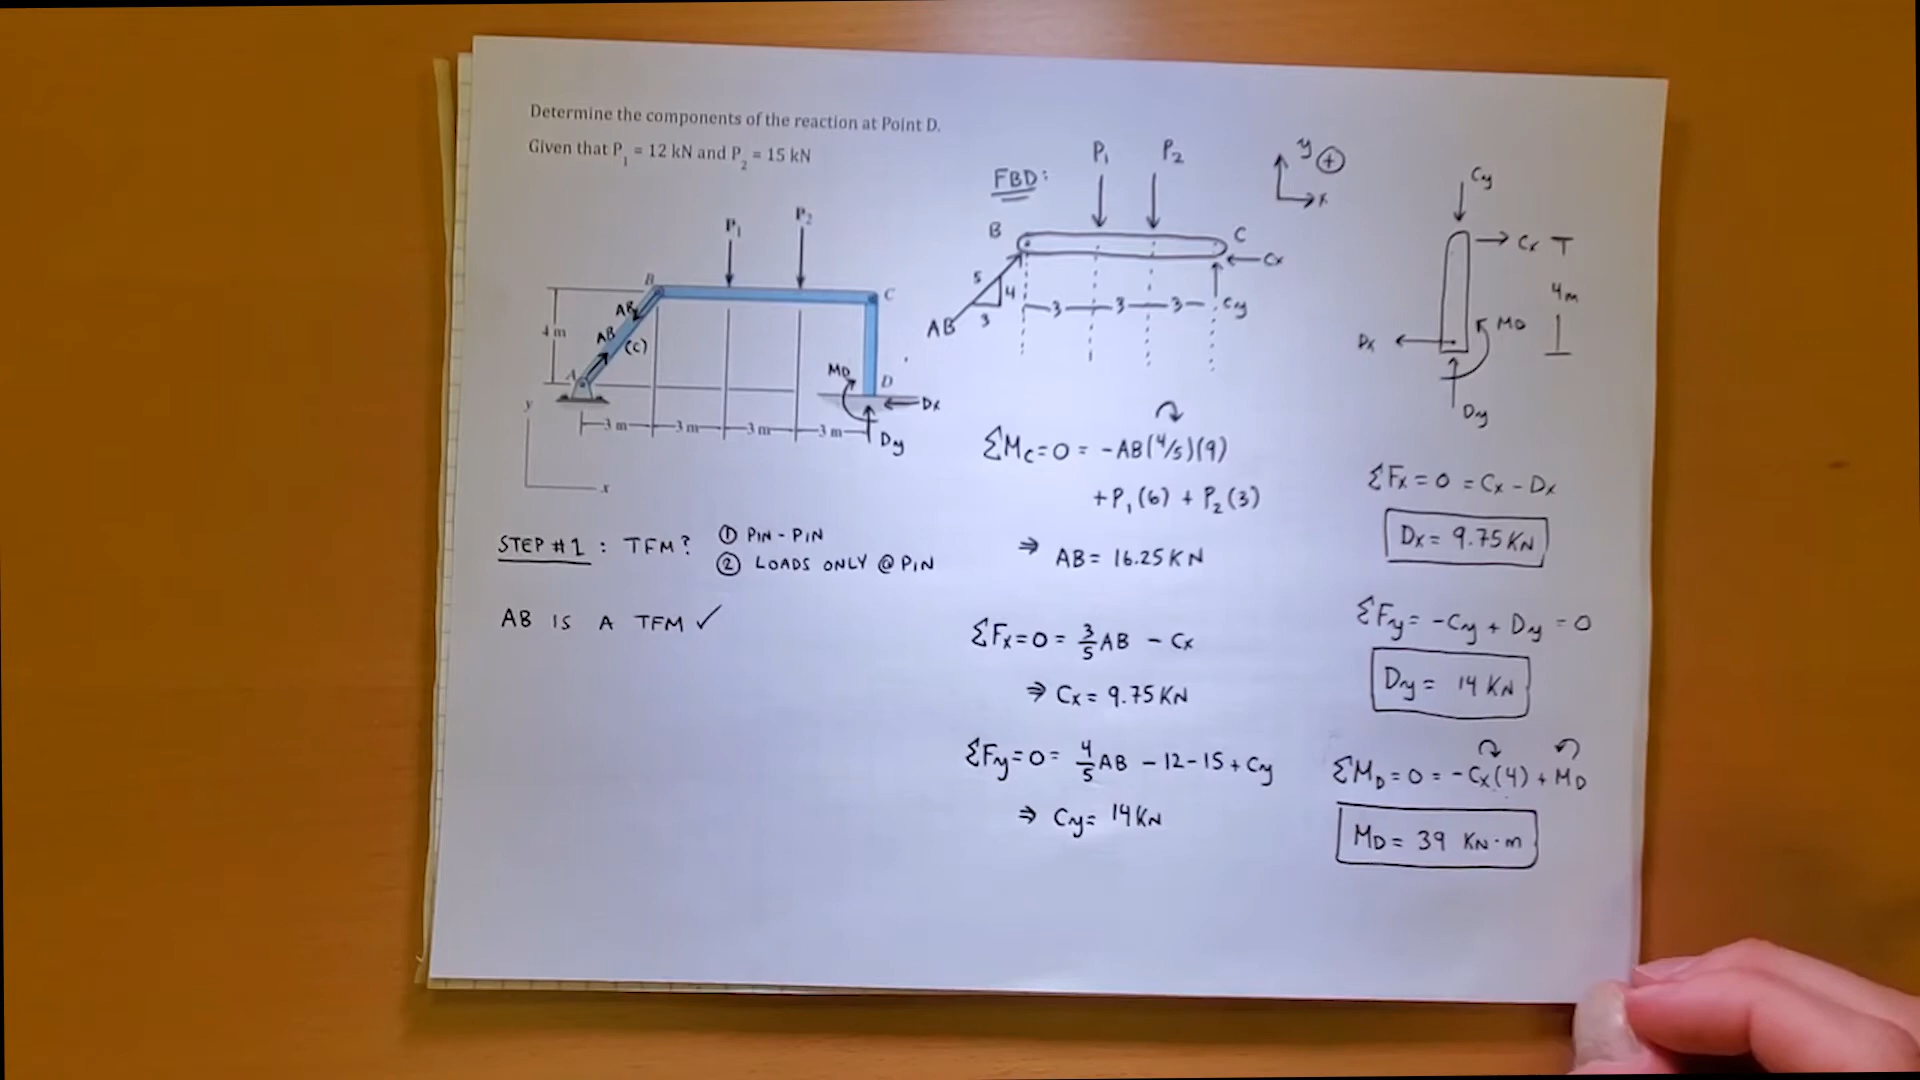 Determine the components of the reaction at Point D.
Given that P₁ = 12 kN and P₂ = 15 kN
P₁
P₂
B
C
AB
AB
(C)
4 m
A
MD
D
Dx
Dy
3 m
3 m
3 m
3 m
y
x
STEP #1 : TFM? ① PIN - PIN
② LOADS ONLY @ PIN
AB IS A TFM ✓
FBD:
P₁
P₂
y
+
x
B
C
Cx
5
4
3
AB
3
3
3
Cy
ΣMC = 0 = -AB(4/5)(9)
+P₁(6) + P₂(3)
⇒ AB = 16.25 KN
ΣFx = 0 = 3/5 AB - Cx
⇒ Cx = 9.75 KN
ΣFy = 0 = 4/5 AB - 12 - 15 + Cy
⇒ Cy = 14 KN
Cy
Cx
4m
MD
Dx
Dy
ΣFx = 0 = Cx - Dx
Dx = 9.75 KN
ΣFy = -Cy + Dy = 0
Dy = 14 KN
ΣMD = 0 = -Cx(4) + MD
MD = 39 KN·m